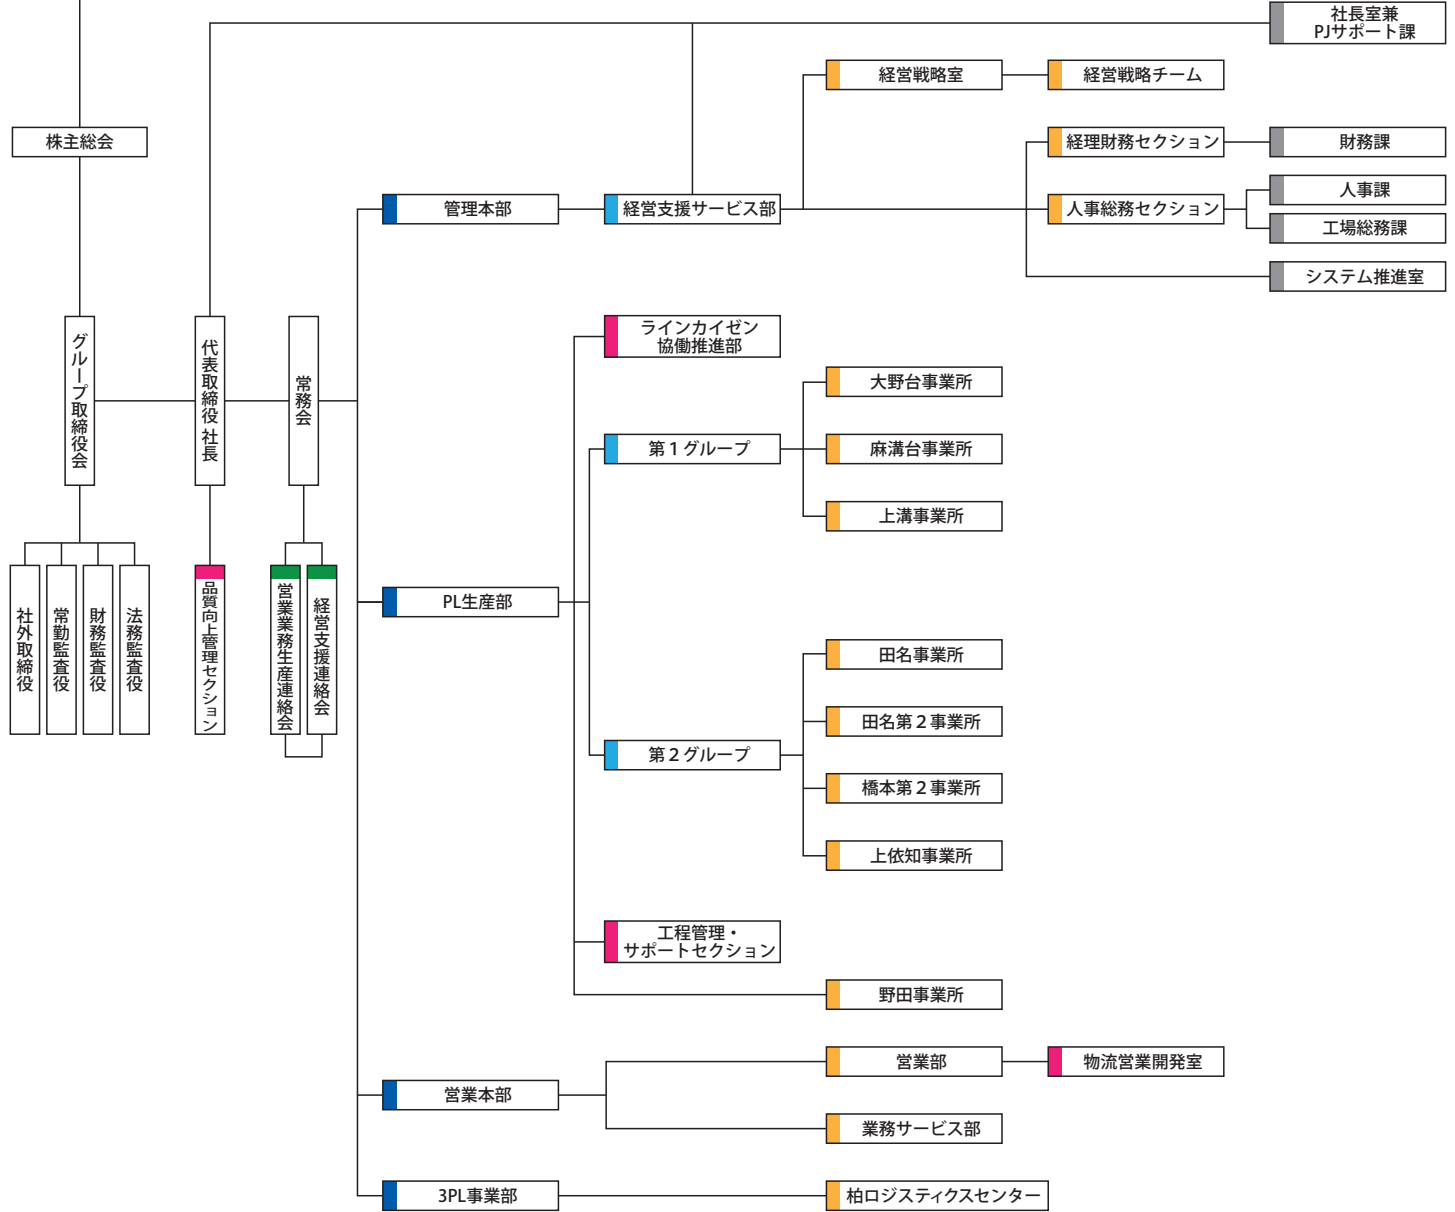 社長室兼
PJサポート課
経営戦略室
経営戦略チーム
株主総会
経理財務セクション
財務課
管理本部
経営支援サービス部
人事総務セクション
人事課
工場総務課
システム推進室
グループ取締役会
代表取締役 社長
常務会
ラインカイゼン
協働推進部
大野台事業所
第1グループ
麻溝台事業所
上溝事業所
社外取締役
常勤監査役
財務監査役
法務監査役
品質向上管理セクション
営業業務生産連絡会
経営支援連絡会
PL生産部
田名事業所
田名第2事業所
第2グループ
橋本第2事業所
上依知事業所
工程管理・
サポートセクション
野田事業所
営業部
物流営業開発室
営業本部
業務サービス部
3PL事業部
柏ロジスティクスセンター